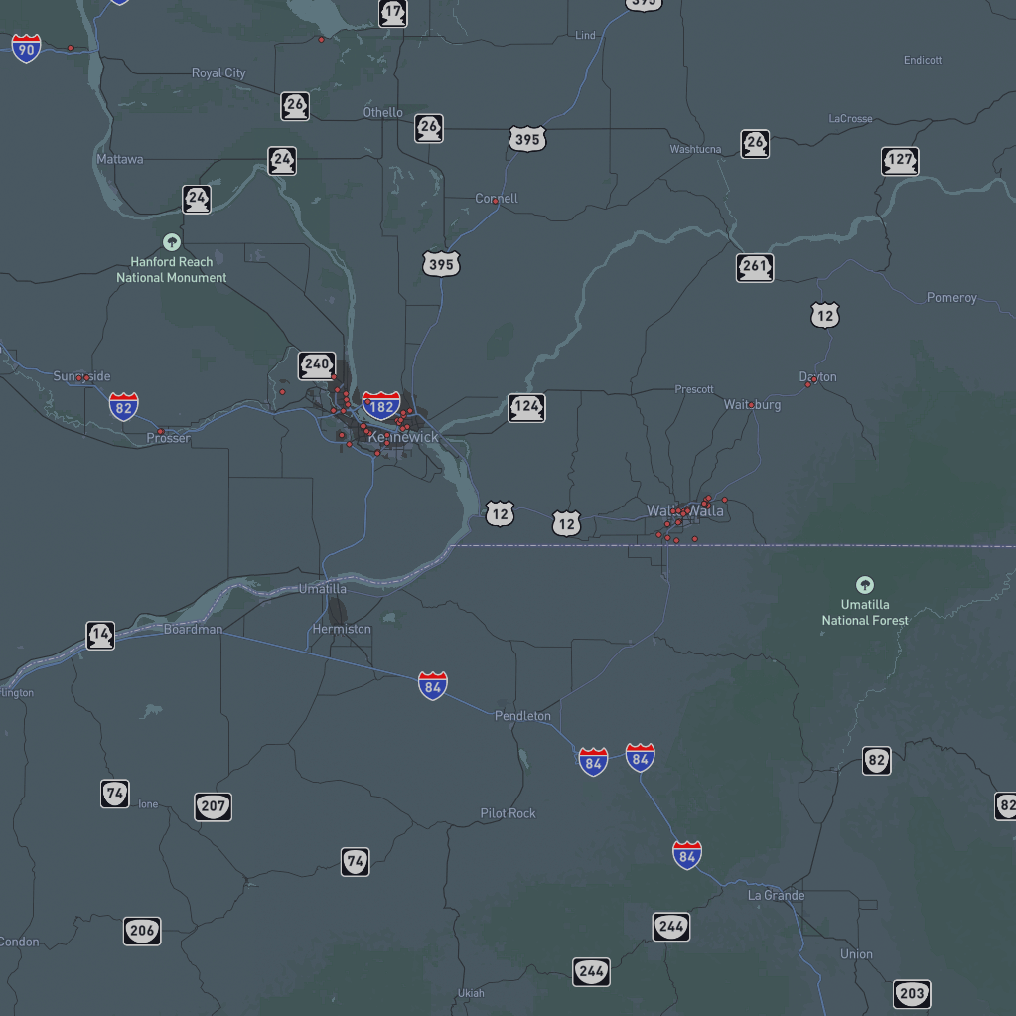 395
17
Lind
90
Endicott
Royal City
26
Othello
26
LaCrosse
395
26
Washtucna
Mattawa
24
127
24
Connell
Hanford Reach
National Monument
395
261
Pomeroy
12
240
Sunnyside
Dayton
Prescott
82
182
124
Waitsburg
Prosser
Kennewick
12
Walla Walla
12
Umatilla
Umatilla
National Forest
Boardman
Hermiston
14
lington
84
Pendleton
84
84
82
74
Ione
207
82
Pilot Rock
74
84
La Grande
206
244
Condon
Union
244
Ukiah
203